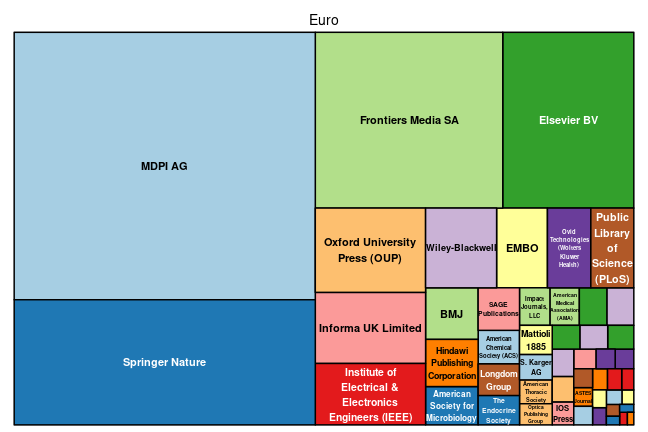 Euro
MDPI AG
Frontiers Media SA
Elsevier BV
Springer Nature
Oxford University
Press (OUP)
Informa UK Limited
Institute of
Electrical &
Electronics
Engineers (IEEE)
Wiley-Blackwell
EMBO
Ovid
Technologies
(Wolters
Kluwer
Health)
Public
Library
of
Science
(PLoS)
BMJ
Hindawi
Publishing
Corporation
American
Society for
Microbiology
SAGE
Publications
American
Chemical
Society (ACS)
Longdom
Group
The
Endocrine
Society
Impact
Journals,
LLC
American
Medical
Association
(AMA)
Mattioli
1885
S. Karger
AG
American
Thoracic
Society
Optica
Publishing
Group
IOS
Press
ASTES
Journal